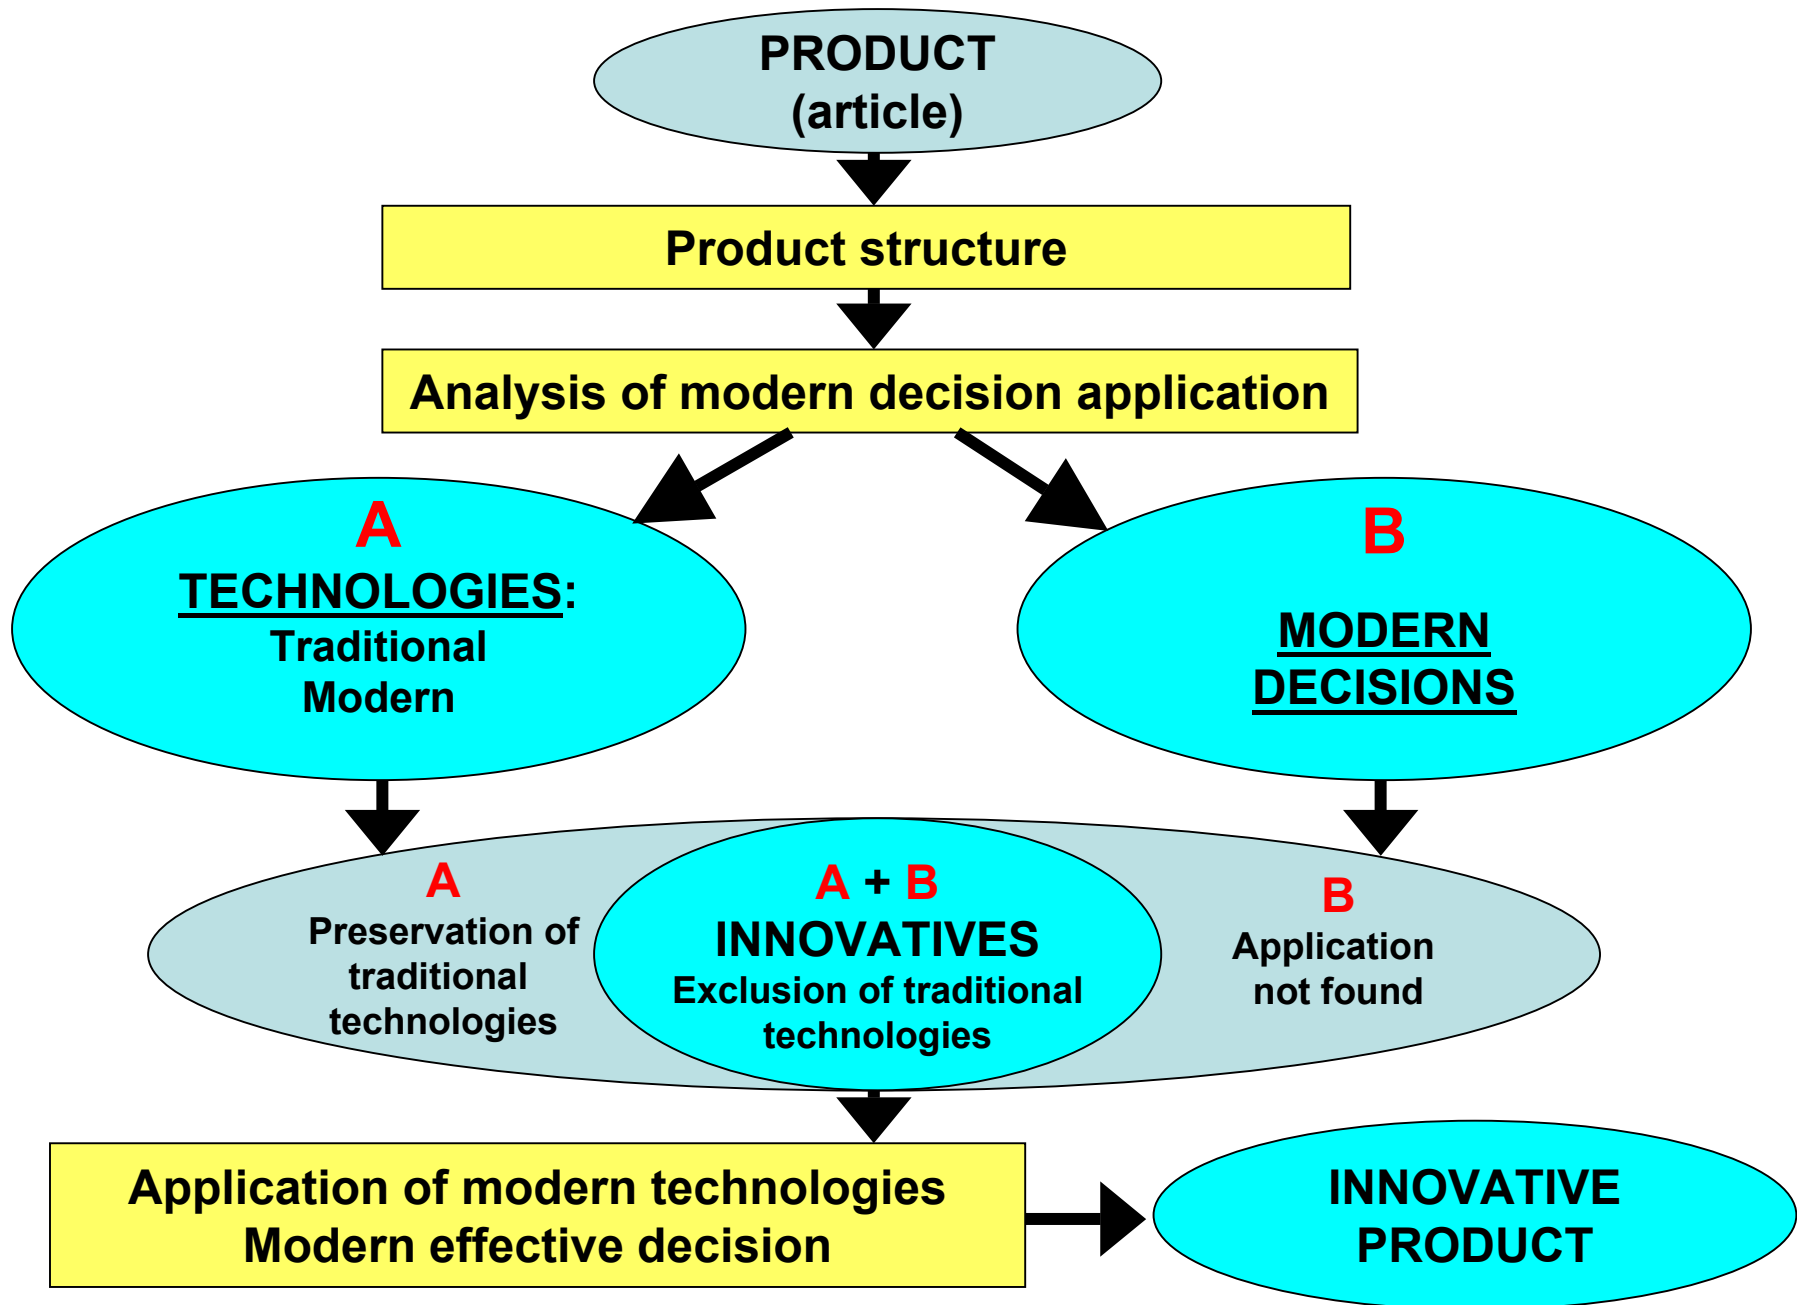 PRODUCT
(article)
Product structure
Analysis of modern decision application
A
TECHNOLOGIES:
Traditional
Modern
B
MODERN
DECISIONS
A
Preservation of
traditional
technologies
A + B
INNOVATIVES
Exclusion of traditional
technologies
B
Application
not found
Application of modern technologies
Modern effective decision
INNOVATIVE
PRODUCT